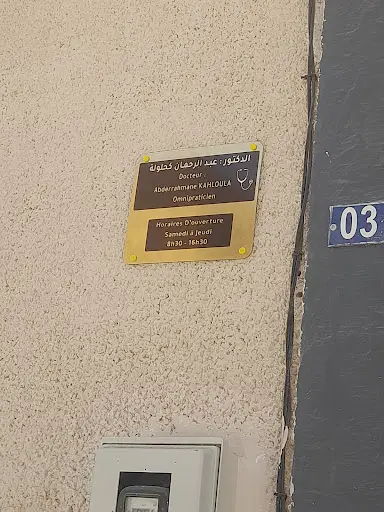 الدكتور: عبد الرحمان كحلولة
Docteur :
Abderrahmane KAHLOULA
Omnipraticien
Horaires D'ouverture
Samedi à Jeudi
8h30 - 16h30
03